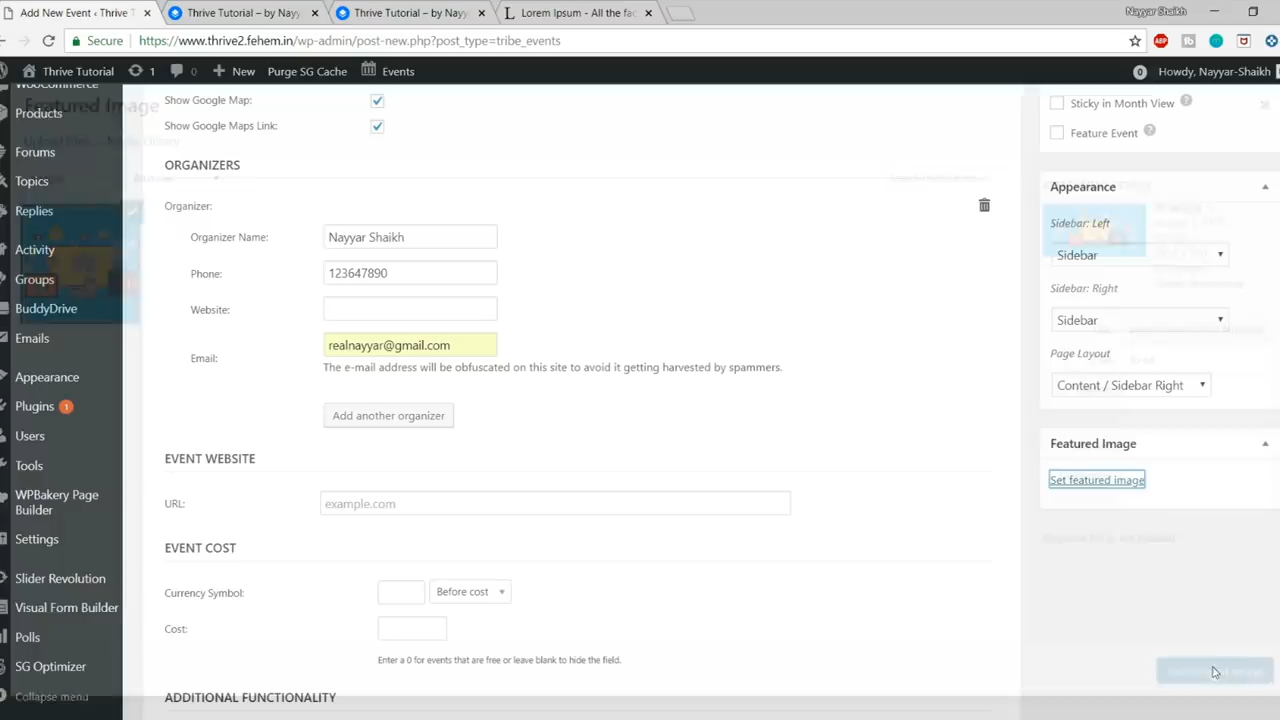 Add New Event ‹ Thrive T
Thrive Tutorial – by Nayy
Thrive Tutorial – by Nayy
Lorem Ipsum - All the fac
Nayyar Shaikh
Secure
https://www.thrive2.fehem.in/wp-admin/post-new.php?post_type=tribe_events
ABP
Thrive Tutorial
1
0
New
Purge SG Cache
Events
0
Howdy, Nayyar-Shaikh
WooCommerce
Products
Forums
Topics
Replies
Activity
Groups
BuddyDrive
Emails
Appearance
Plugins 1
Users
Tools
WPBakery Page
Builder
Settings
Slider Revolution
Visual Form Builder
Polls
SG Optimizer
Collapse menu
Featured Image
Show Google Map:
Show Google Maps Link:
ORGANIZERS
Organizer:
Organizer Name:
Nayyar Shaikh
Phone:
123647890
Website:
Email:
realnayyar@gmail.com
The e-mail address will be obfuscated on this site to avoid it getting harvested by spammers.
Add another organizer
EVENT WEBSITE
URL:
example.com
EVENT COST
Currency Symbol:
Before cost
Cost:
Enter a 0 for events that are free or leave blank to hide the field.
ADDITIONAL FUNCTIONALITY
Sticky in Month View ?
Feature Event ?
Appearance
Sidebar: Left
Sidebar
Sidebar: Right
Sidebar
Page Layout
Content / Sidebar Right
Featured Image
Set featured image